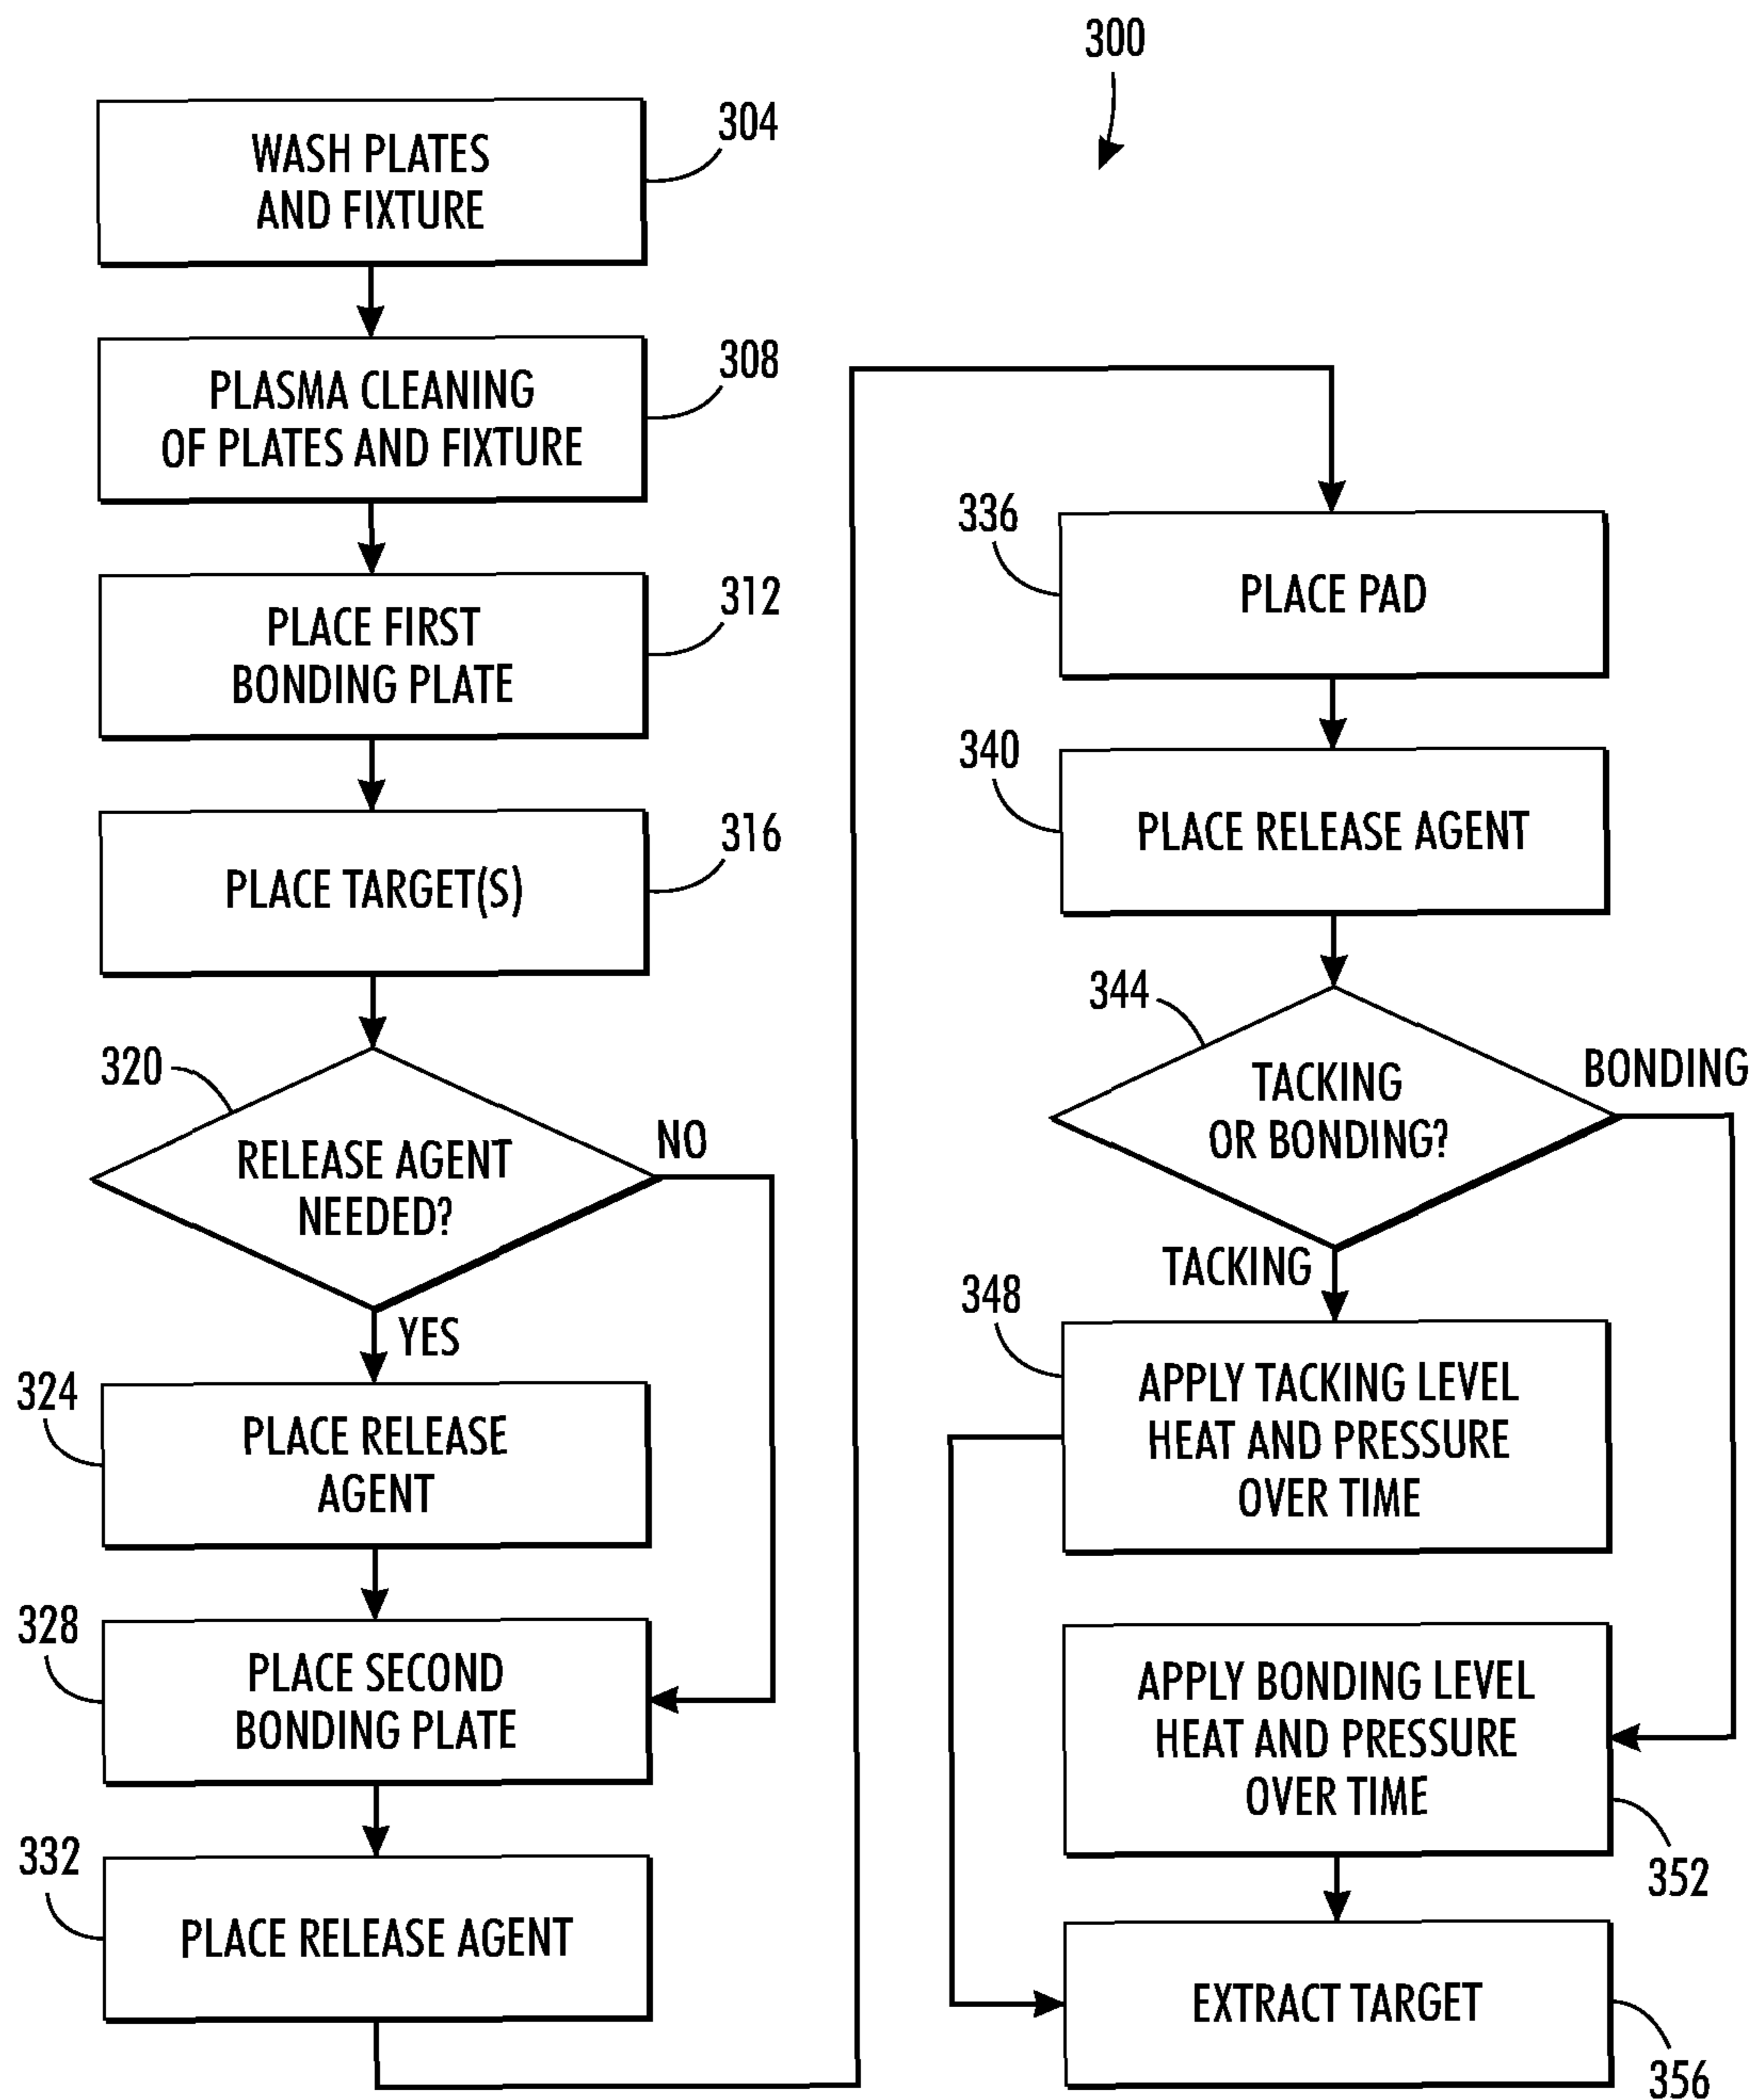 300
304
WASH PLATES
AND FIXTURE
308
PLASMA CLEANING
OF PLATES AND FIXTURE
312
PLACE FIRST
BONDING PLATE
316
PLACE TARGET(S)
320
RELEASE AGENT
NEEDED?
NO
YES
324
PLACE RELEASE
AGENT
328
PLACE SECOND
BONDING PLATE
332
PLACE RELEASE AGENT
336
PLACE PAD
340
PLACE RELEASE AGENT
344
TACKING
OR BONDING?
BONDING
TACKING
348
APPLY TACKING LEVEL
HEAT AND PRESSURE
OVER TIME
APPLY BONDING LEVEL
HEAT AND PRESSURE
OVER TIME
352
EXTRACT TARGET
356